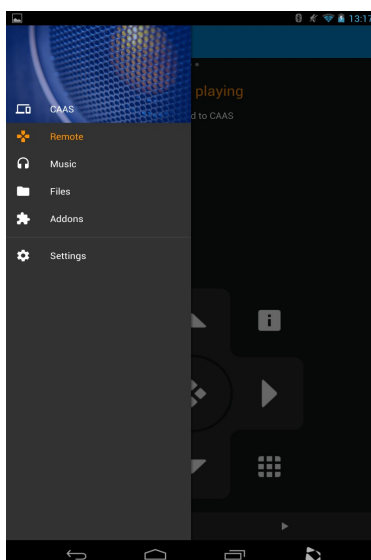 13:17
playing
CAAS
d to CAAS
Remote
Music
Files
Addons
Settings